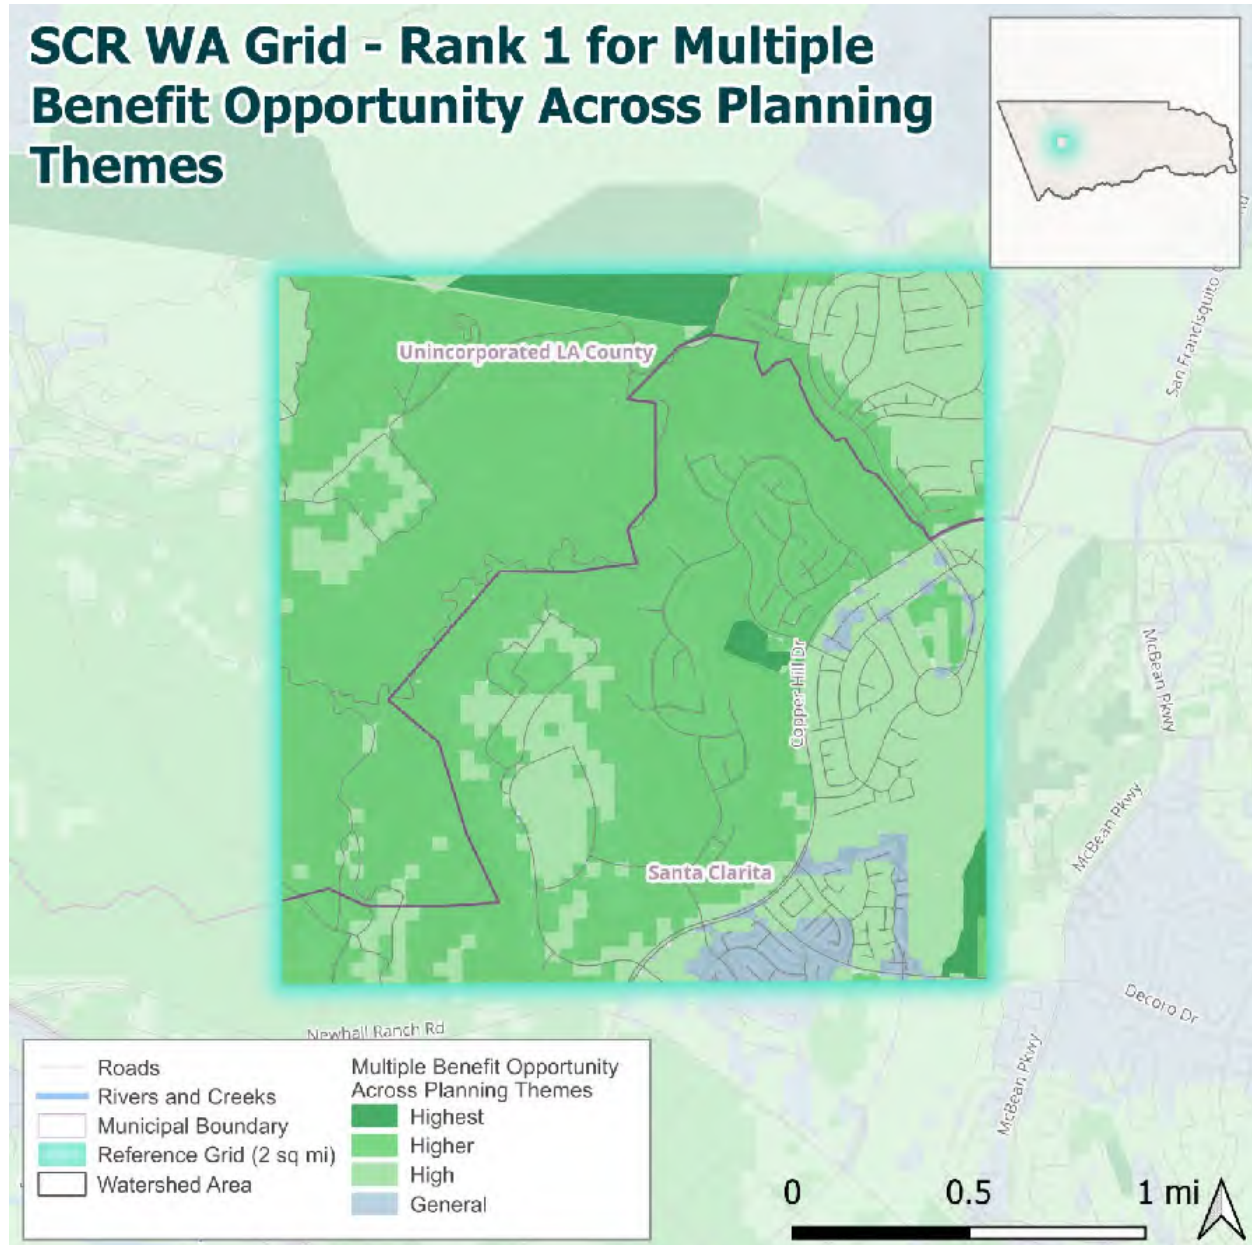 SCR WA Grid - Rank 1 for Multiple
Benefit Opportunity Across Planning
Themes
San Francisquito
Unincorporated LA County
McBean Pkwy
Copper Hill Dr
McBean Pkwy
Santa Clarita
Decoro Dr
McBean Pkwy
Newhall Ranch Rd
Roads
Rivers and Creeks
Municipal Boundary
Reference Grid (2 sq mi)
Watershed Area
Multiple Benefit Opportunity
Across Planning Themes
Highest
Higher
High
General
0 0.5 1 mi